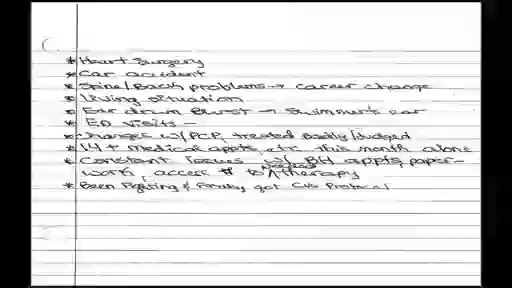 * Heart Surgery
* Car accident
* Spine/Back problems → career change
* Living situation
* Ear drum Burst → Swimmer's ear
ED visits -
* Changes w/PCP, treated Badly/Judged
* 14+ medical appts, etc this month alone
* Constant Issues w/ BH appts, paper-
work, access to therapy
* Been Fighting & Finally got CVS Protocol